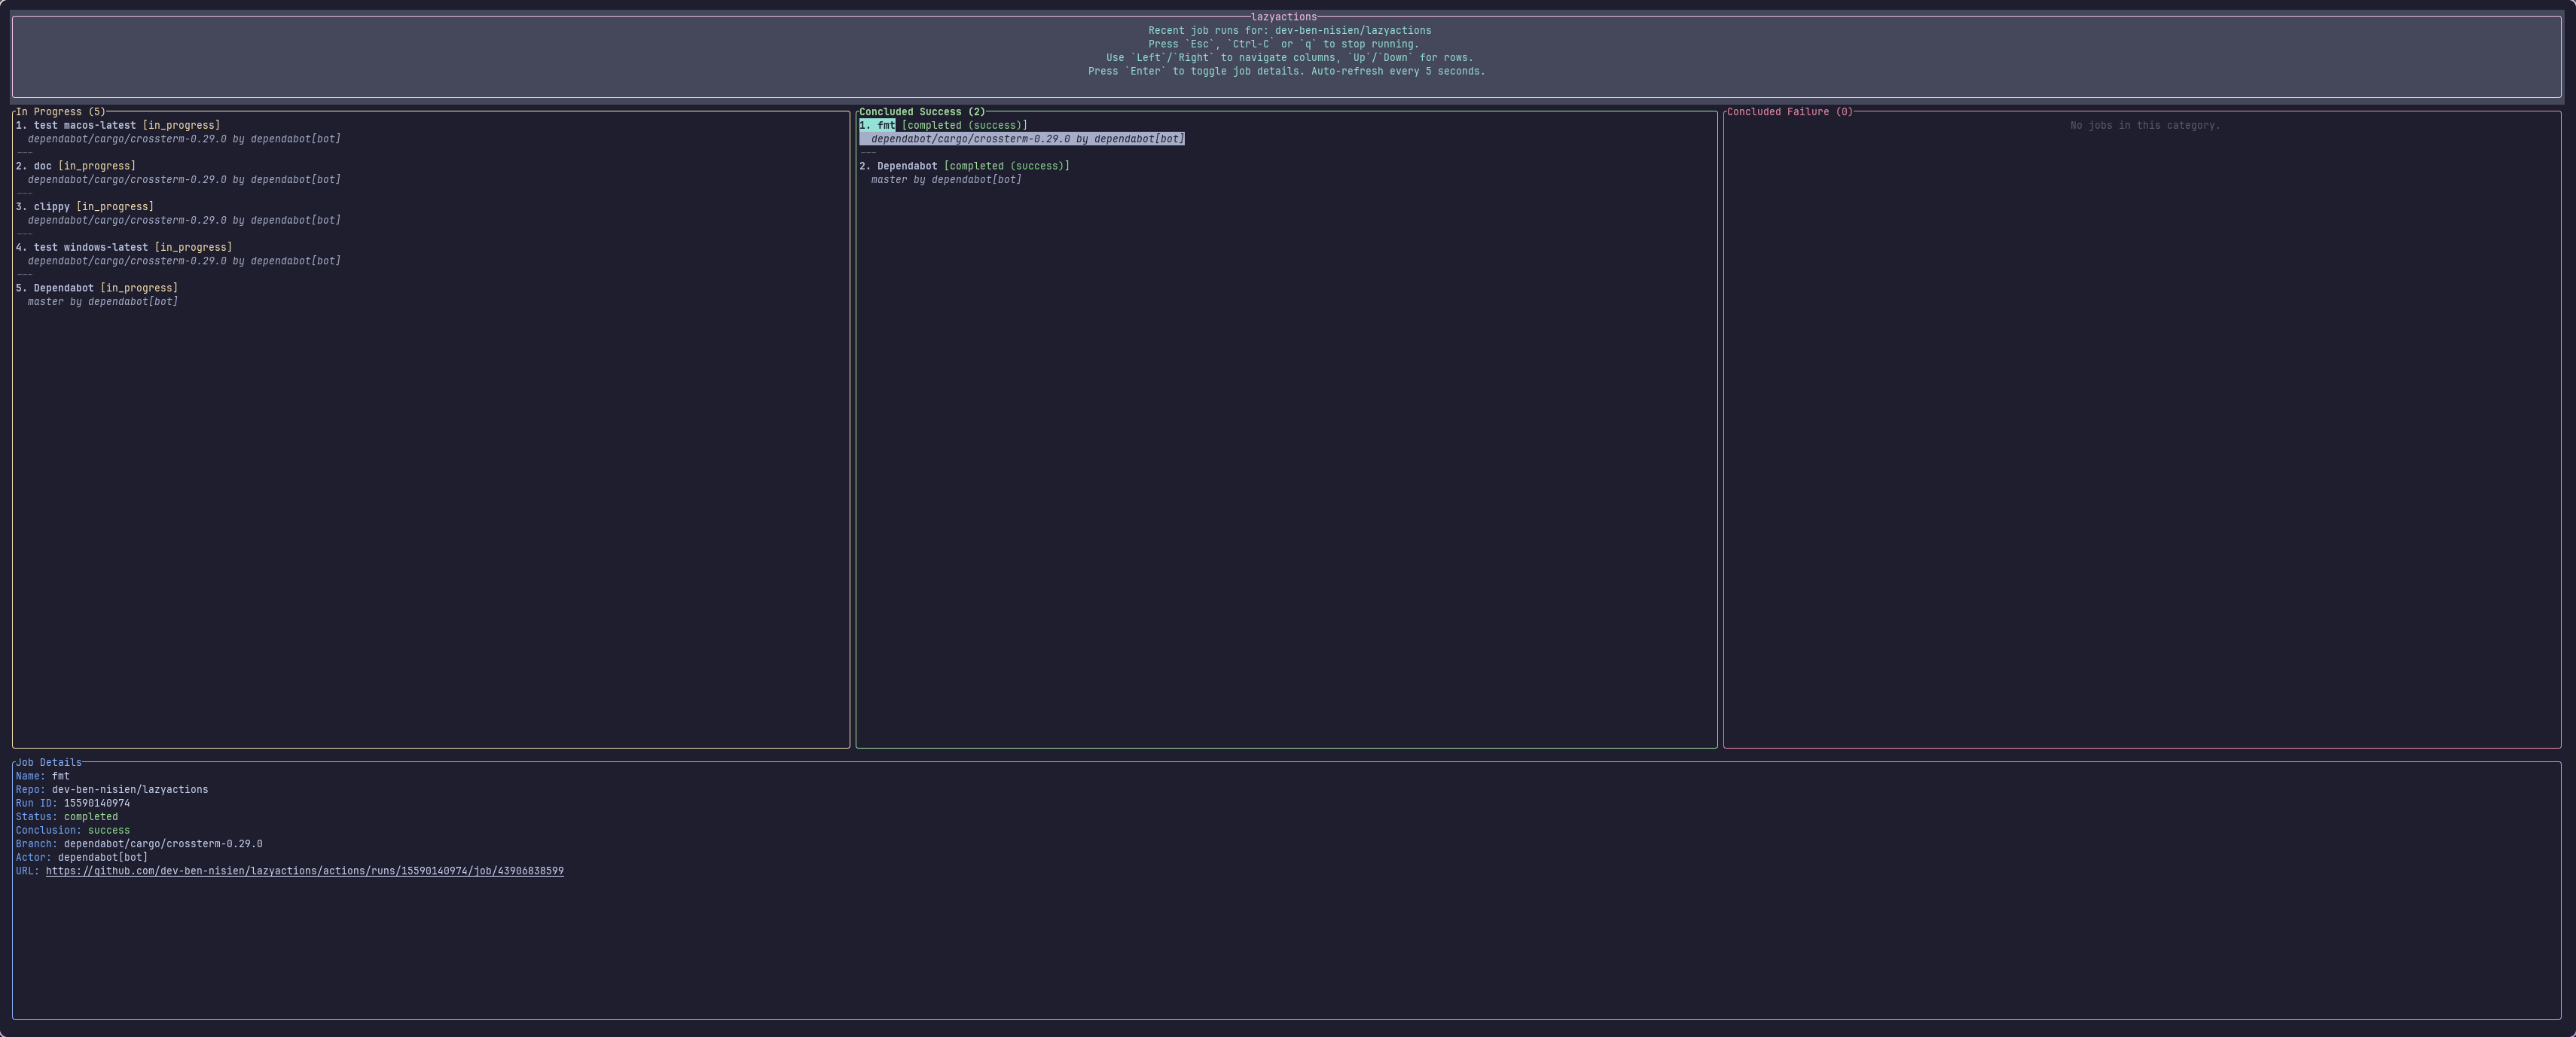 lazyactions
Recent job runs for: dev-ben-nisien/lazyactions
Press `Esc`, `Ctrl-C` or `q` to stop running.
Use `Left`/`Right` to navigate columns, `Up`/`Down` for rows.
Press `Enter` to toggle job details. Auto-refresh every 5 seconds.
In Progress (5)
1. test macos-latest [in_progress]
dependabot/cargo/crossterm-0.29.0 by dependabot[bot]
---
2. doc [in_progress]
dependabot/cargo/crossterm-0.29.0 by dependabot[bot]
---
3. clippy [in_progress]
dependabot/cargo/crossterm-0.29.0 by dependabot[bot]
---
4. test windows-latest [in_progress]
dependabot/cargo/crossterm-0.29.0 by dependabot[bot]
---
5. Dependabot [in_progress]
master by dependabot[bot]
Concluded Success (2)
1. fmt [completed (success)]
dependabot/cargo/crossterm-0.29.0 by dependabot[bot]
---
2. Dependabot [completed (success)]
master by dependabot[bot]
Concluded Failure (0)
No jobs in this category.
Job Details
Name: fmt
Repo: dev-ben-nisien/lazyactions
Run ID: 15590140974
Status: completed
Conclusion: success
Branch: dependabot/cargo/crossterm-0.29.0
Actor: dependabot[bot]
URL: https://github.com/dev-ben-nisien/lazyactions/actions/runs/15590140974/job/43906838599